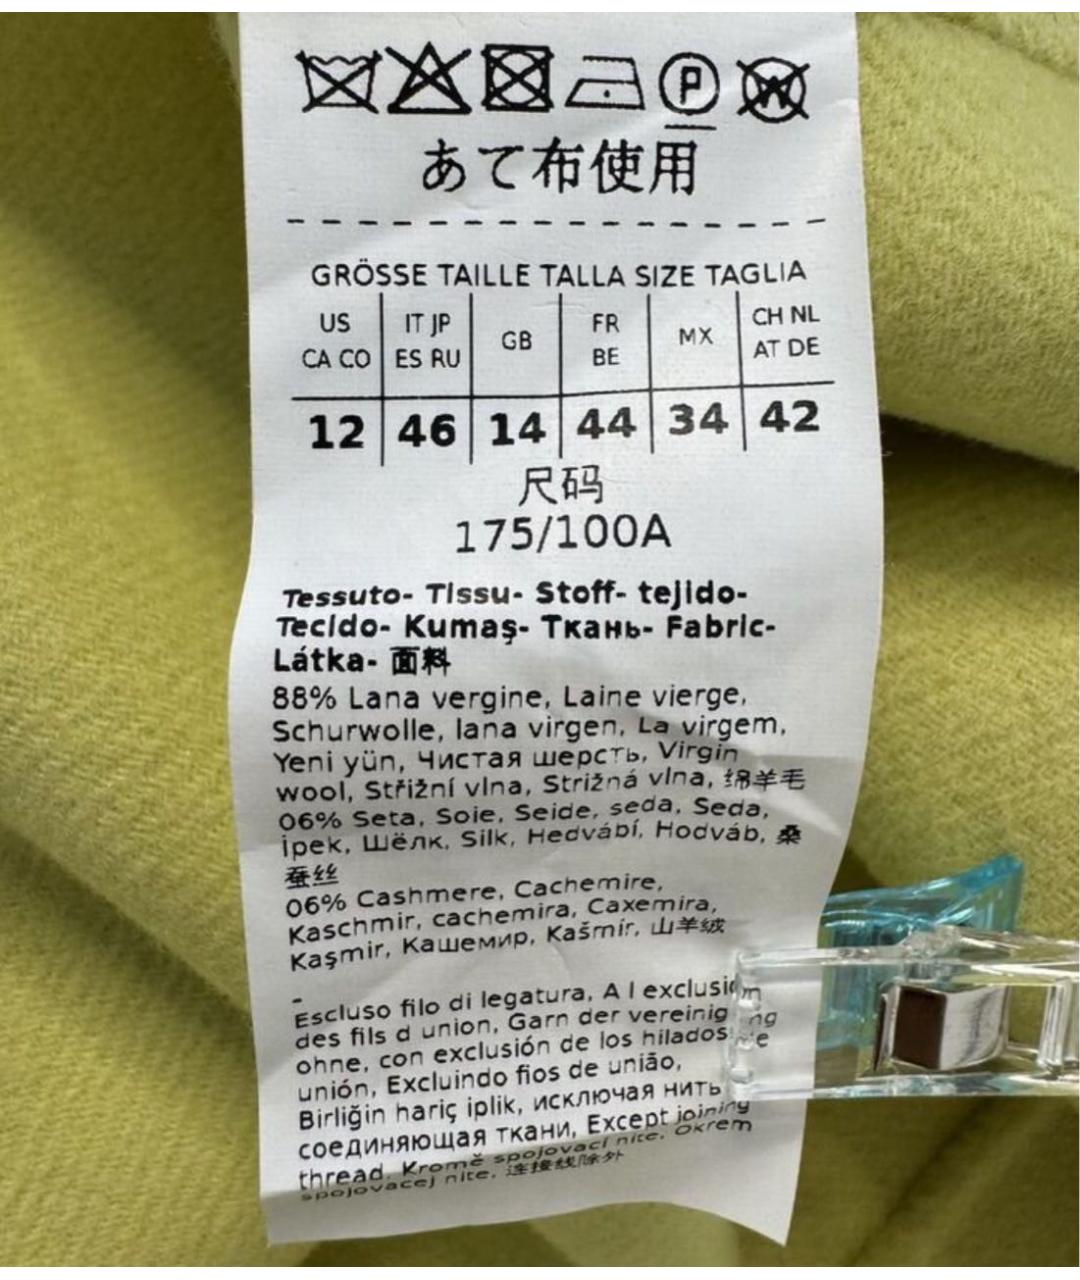 P W
あて布使用
GRÖSSE TAILLE TALLA SIZE TAGLIA
US CA CO | IT JP ES RU | GB | FR BE | MX | CH NL AT DE
12 | 46 | 14 | 44 | 34 | 42
尺码
175/100A
Tessuto- Tissu- Stoff- tejido-
Tecido- Kumaş- Ткань- Fabric-
Látka- 面料
88% Lana vergine, Laine vierge,
Schurwolle, lana virgen, La virgem,
Yeni yün, Чистая шерсть, Virgin
wool, Střižní vlna, Strižná vlna, 绵羊毛
06% Seta, Soie, Seide, seda, Seda,
İpek, Шёлк, Silk, Hedvábí, Hodváb, 桑
蚕丝
06% Cashmere, Cachemire,
Kaschmir, cachemira, Caxemira,
Kaşmir, Кашемир, Kašmír, 山羊绒
-
Escluso filo di legatura, A l exclusion
des fils d union, Garn der vereinigung
ohne, con exclusión de los hilados de
unión, Excluindo fios de união,
Birliğin hariç iplik, исключая нить
соединяющая ткани, Except joining
thread. Kromě spojovací nite. Okrem
spojovacej nite. 连接线除外